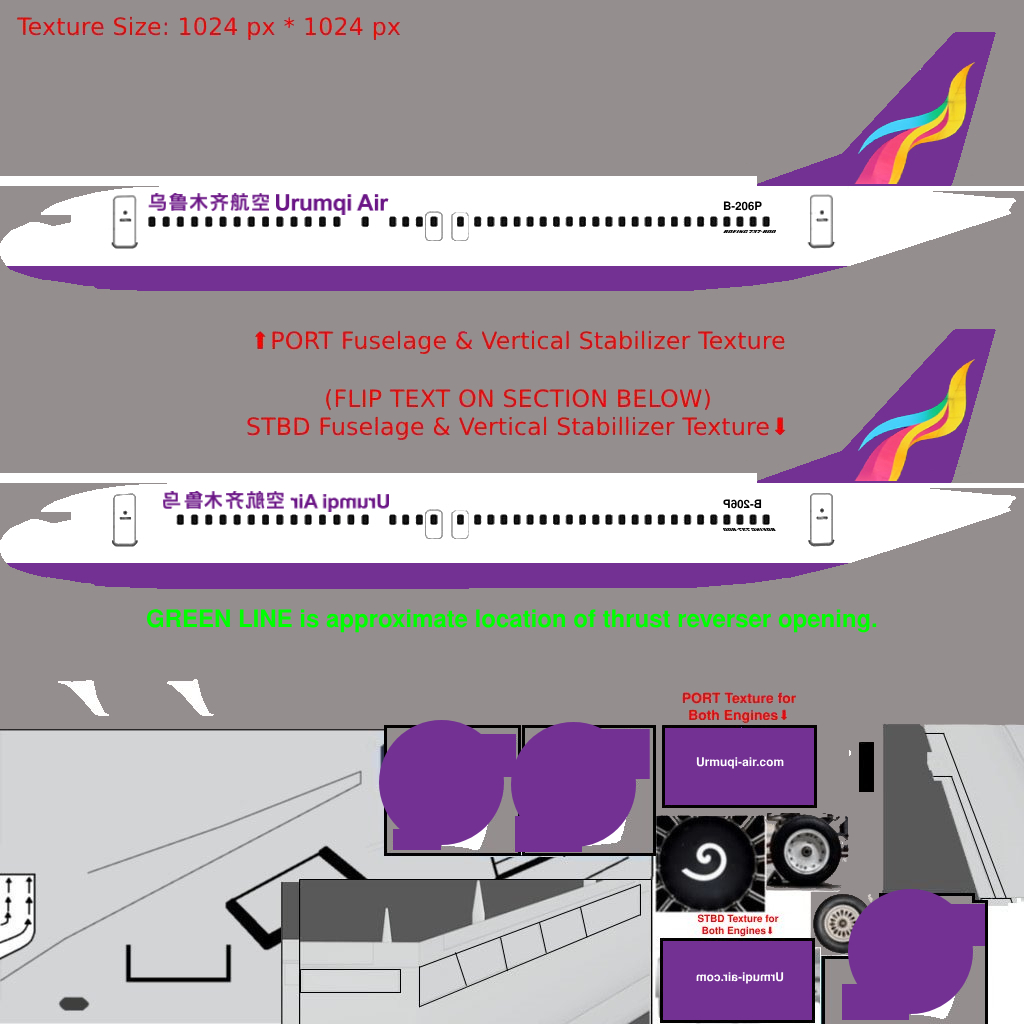 Texture Size: 1024 px * 1024 px
乌鲁木齐航空 Urumqi Air
B-206P
BOEING 737-800
⬆PORT Fuselage & Vertical Stabilizer Texture
(FLIP TEXT ON SECTION BELOW)
STBD Fuselage & Vertical Stabillizer Texture⬇
乌鲁木齐航空 Urumqi Air
B-206P
BOEING 737-800
GREEN LINE is approximate location of thrust reverser opening.
PORT Texture for
Both Engines⬇
Urmuqi-air.com
STBD Texture for
Both Engines⬇
Urmuqi-air.com